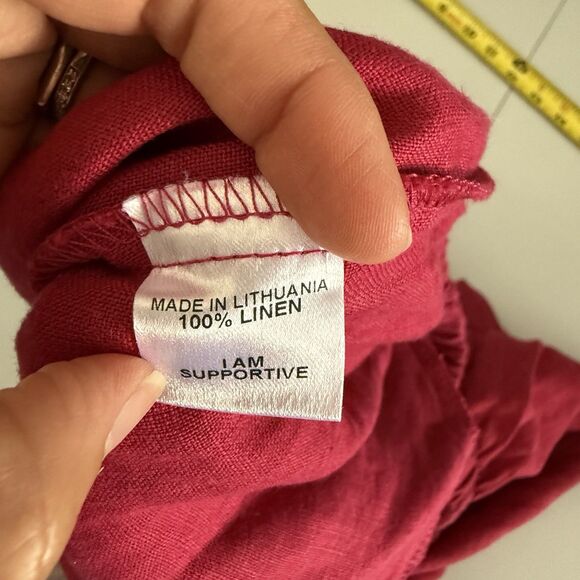 MADE IN LITHUANIA
100% LINEN
I AM
SUPPORTIVE